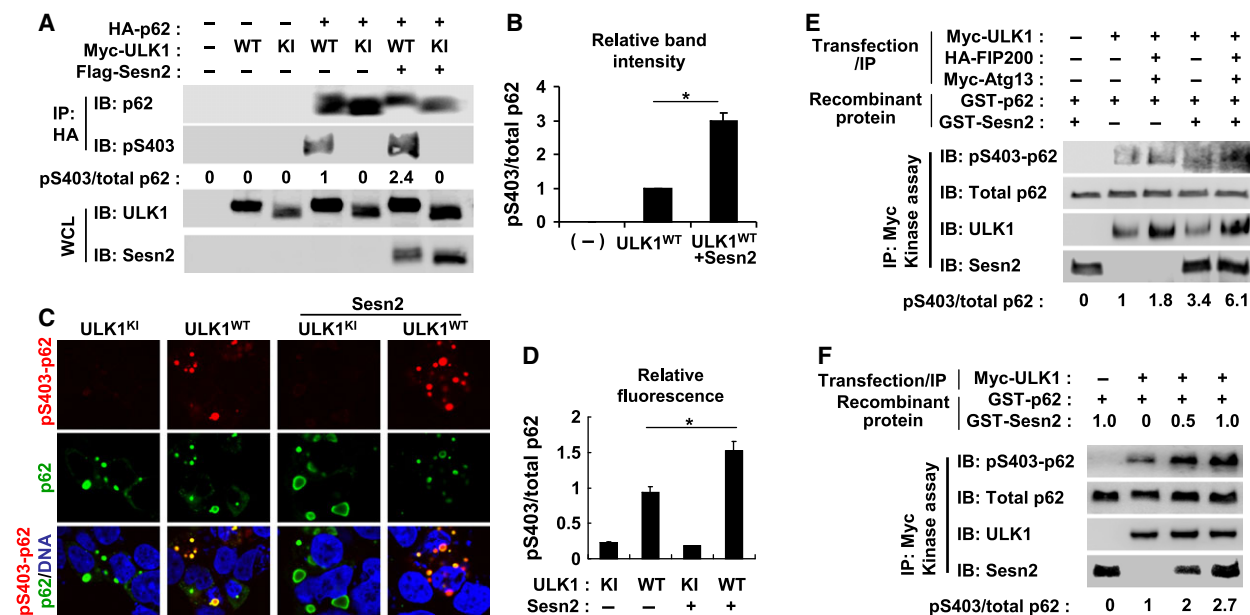 A
HA-p62 : – – – + + + +
Myc-ULK1 : – WT KI WT KI WT KI
Flag-Sesn2 : – – – – – + +
IP: HA
IB: p62
IB: pS403
pS403/total p62 : 0 0 0 1 0 2.4 0
WCL
IB: ULK1
IB: Sesn2
B
Relative band
intensity
*
pS403/total p62
5
4
3
2
1
0
(–) ULK1WT ULK1WT
+Sesn2
C
Sesn2
ULK1KI ULK1WT ULK1KI ULK1WT
pS403-p62
p62
pS403-p62
p62/DNA
D
Relative
fluorescence
*
pS403/total p62
2
1.5
1
0.5
0
ULK1 : KI WT KI WT
Sesn2 : – – + +
E
Transfection
/IP
Myc-ULK1 : – + + + +
HA-FIP200 : – – + – +
Myc-Atg13 : – – + – +
Recombinant
protein
GST-p62 : + + + + +
GST-Sesn2 : + – – + +
IP: Myc
Kinase assay
IB: pS403-p62
IB: Total p62
IB: ULK1
IB: Sesn2
pS403/total p62 : 0 1 1.8 3.4 6.1
F
Transfection/IP
Myc-ULK1 : – + + +
Recombinant
protein
GST-p62 : + + + +
GST-Sesn2 : 1.0 0 0.5 1.0
IP: Myc
Kinase assay
IB: pS403-p62
IB: Total p62
IB: ULK1
IB: Sesn2
pS403/total p62 : 0 1 2 2.7